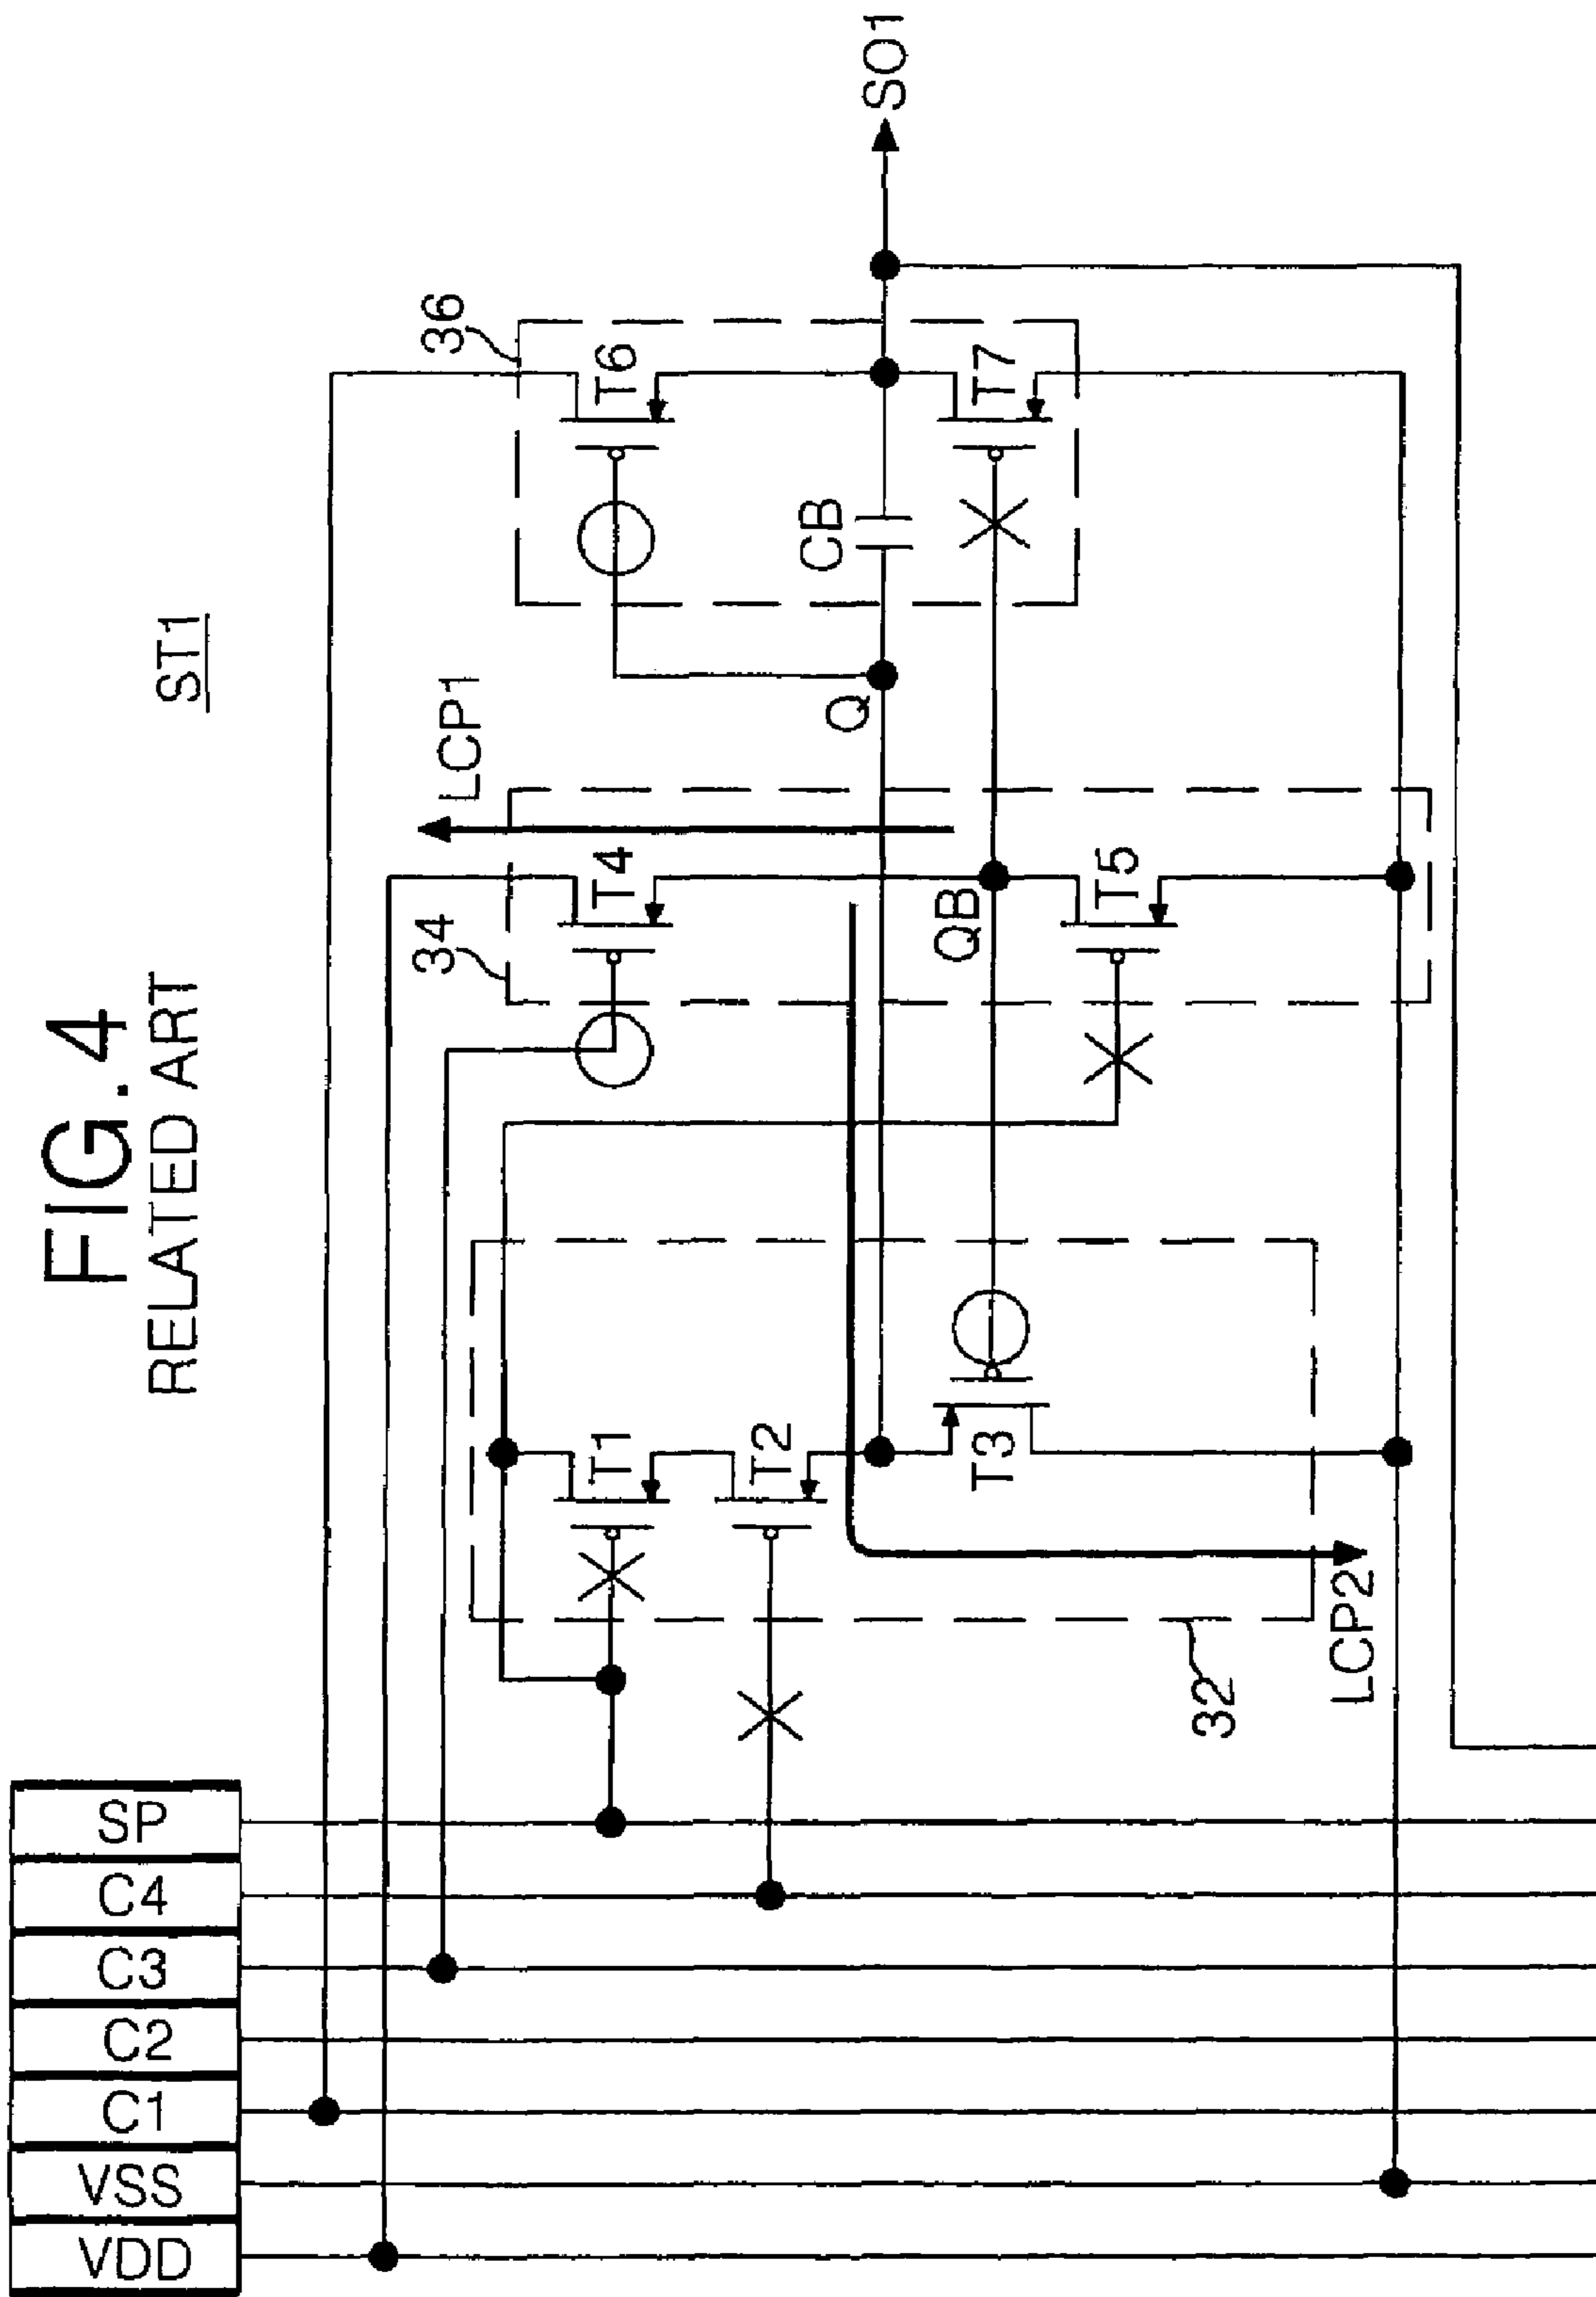 FIG.4
RELATED ART
ST1
SP
C4
C3
C2
C1
VSS
VDD
LCP1
34
36
T1
T2
T3
T4
T5
T6
T7
Q
QB
CB
SO1
32
LCP2